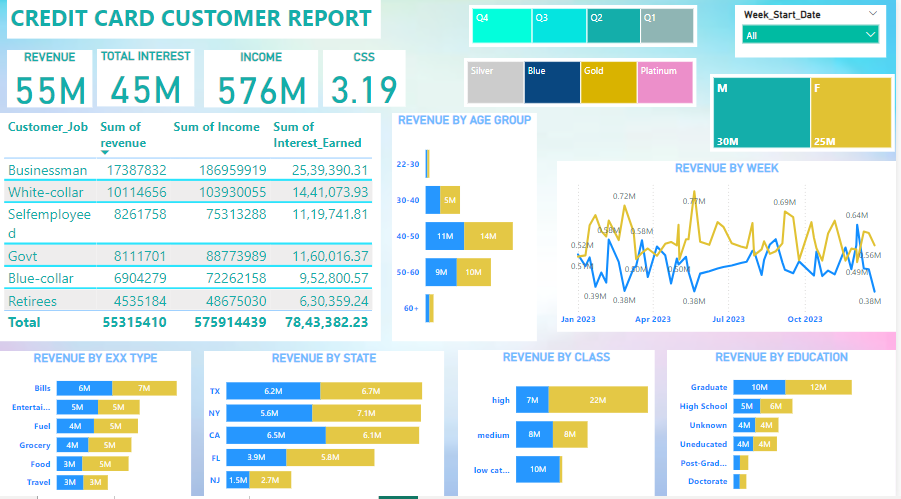 CREDIT CARD CUSTOMER REPORT
Q4 Q3 Q2 Q1
Week_Start_Date
All
REVENUE
55M
TOTAL INTEREST
45M
INCOME
576M
CSS
3.19
Silver Blue Gold Platinum
M F
30M 25M
Customer_Job Sum of revenue Sum of Income Sum of Interest_Earned
Businessman 17387832 186959919 25,39,390.31
White-collar 10114656 103930055 14,41,073.93
Selfemployee
d 8261758 75313288 11,19,741.81
Govt 8111701 88773989 11,60,016.37
Blue-collar 6904279 72262158 9,52,800.57
Retirees 4535184 48675030 6,30,359.24
Total 55315410 575914439 78,43,382.23
REVENUE BY AGE GROUP
22-30
30-40 5M
40-50 11M 14M
50-60 9M 10M
60+
REVENUE BY WEEK
0.77M
0.72M
0.69M
0.64M
0.58M
0.58M
0.52M
0.56M
0.50M
0.49M
0.39M
0.38M
0.38M
0.38M
Jan 2023 Apr 2023 Jul 2023 Oct 2023
REVENUE BY EXX TYPE
Bills 6M 7M
Entertai... 5M 5M
Fuel 4M 5M
Grocery 4M 5M
Food 3M 5M
Travel 3M 3M
REVENUE BY STATE
TX 6.2M 6.7M
NY 5.6M 7.1M
CA 6.5M 6.1M
FL 3.9M 5.8M
NJ 1.5M 2.7M
REVENUE BY CLASS
high 7M 22M
medium 8M 8M
low cat... 10M
REVENUE BY EDUCATION
Graduate 10M 12M
High School 5M 6M
Unknown 4M 4M
Uneducated 4M 4M
Post-Grad...
Doctorate